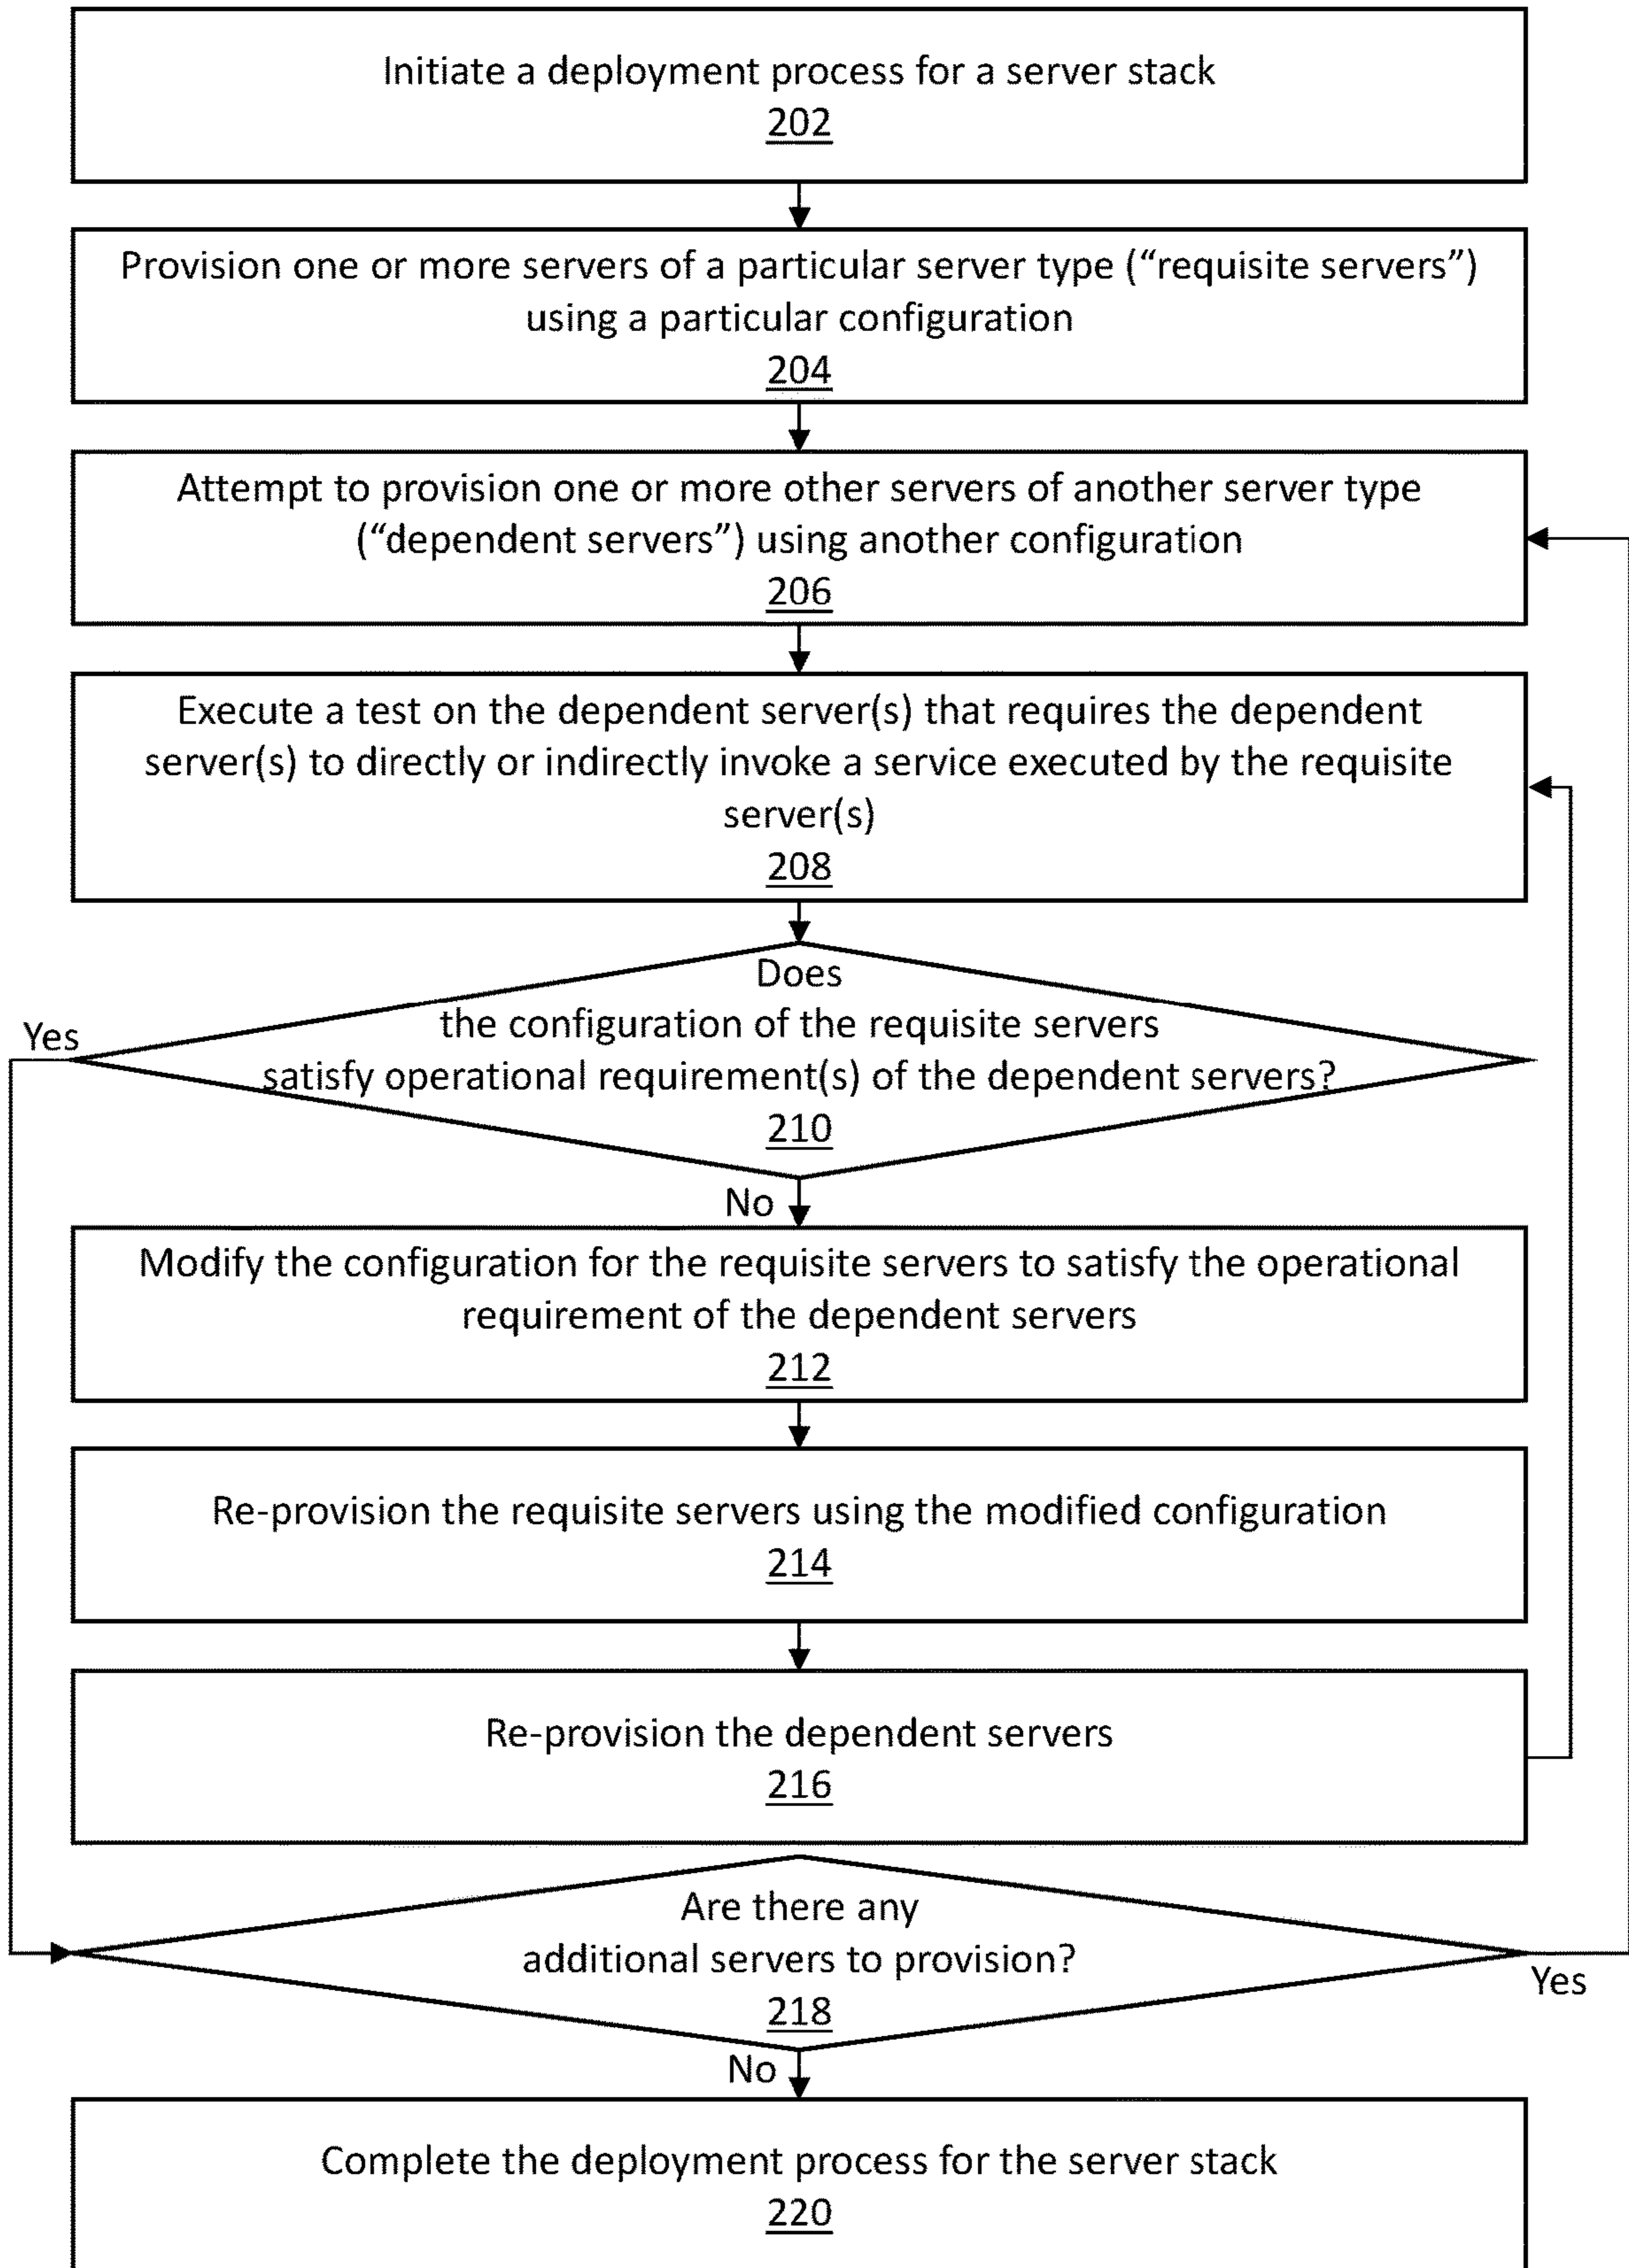 Initiate a deployment process for a server stack
202
Provision one or more servers of a particular server type (“requisite servers”)
using a particular configuration
204
Attempt to provision one or more other servers of another server type
(“dependent servers”) using another configuration
206
Execute a test on the dependent server(s) that requires the dependent
server(s) to directly or indirectly invoke a service executed by the requisite
server(s)
208
Does
the configuration of the requisite servers
satisfy operational requirement(s) of the dependent servers?
210
Yes
No
Modify the configuration for the requisite servers to satisfy the operational
requirement of the dependent servers
212
Re-provision the requisite servers using the modified configuration
214
Re-provision the dependent servers
216
Are there any
additional servers to provision?
218
Yes
No
Complete the deployment process for the server stack
220